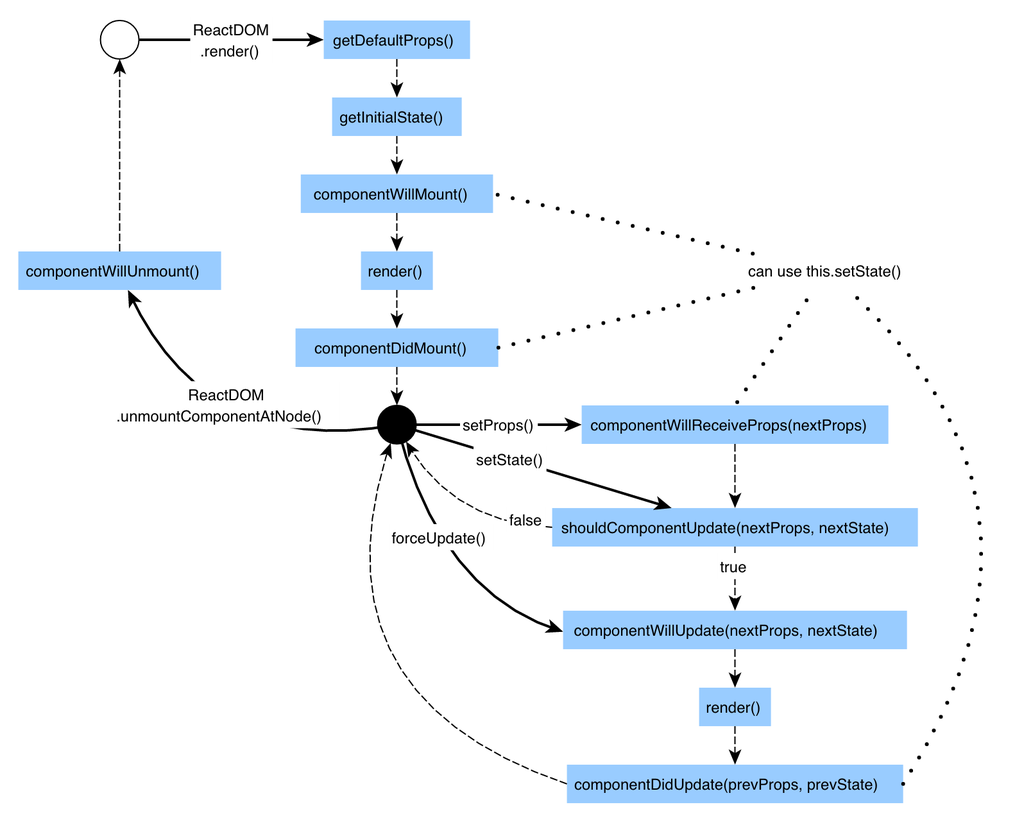 ReactDOM
.render()
getDefaultProps()
getInitialState()
componentWillMount()
componentWillUnmount()
render()
can use this.setState()
componentDidMount()
ReactDOM
.unmountComponentAtNode()
setProps()
componentWillReceiveProps(nextProps)
setState()
false
shouldComponentUpdate(nextProps, nextState)
forceUpdate()
true
componentWillUpdate(nextProps, nextState)
render()
componentDidUpdate(prevProps, prevState)